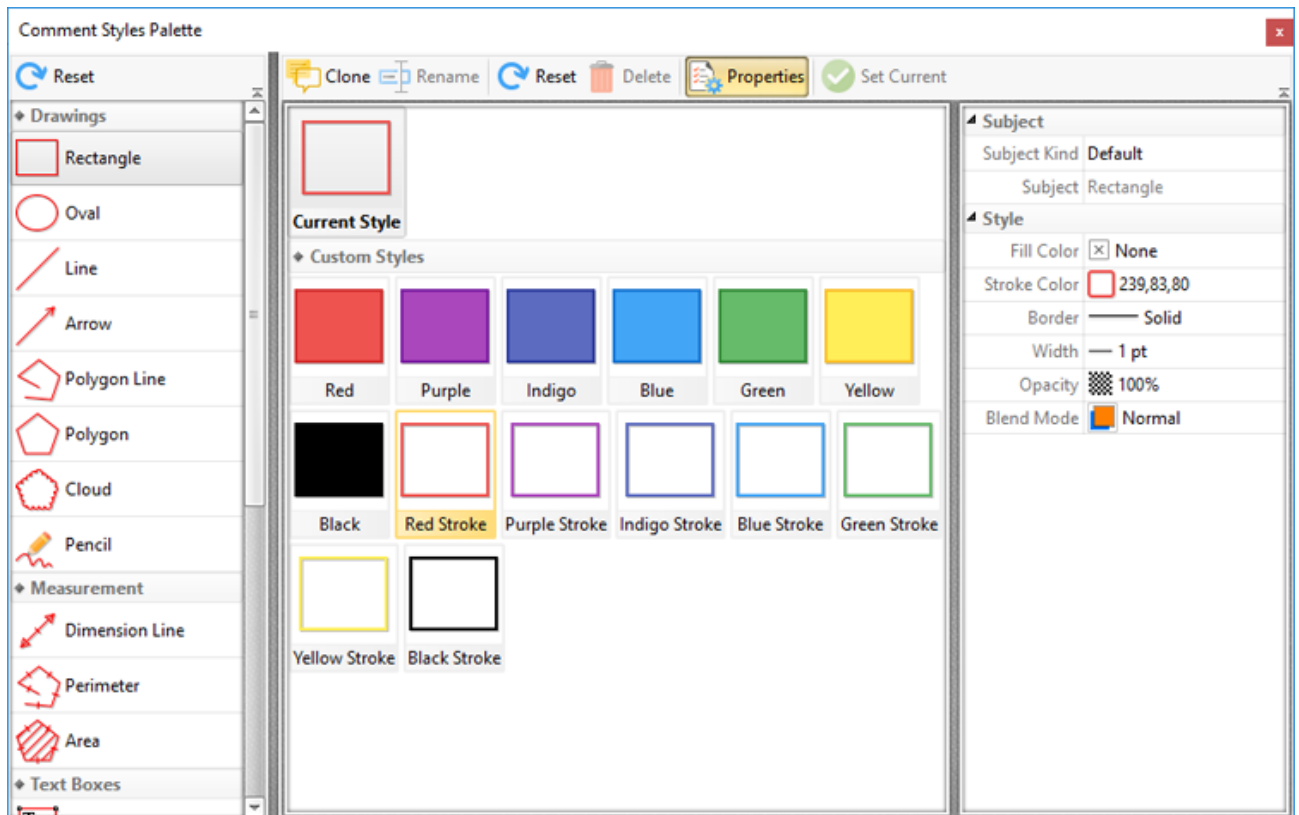 Comment Styles Palette
x
Reset
Clone Rename Reset Delete Properties Set Current
Drawings
Rectangle
Oval
Line
Arrow
Polygon Line
Polygon
Cloud
Pencil
Measurement
Dimension Line
Perimeter
Area
Text Boxes
Current Style
Custom Styles
Red Purple Indigo Blue Green Yellow
Black Red Stroke Purple Stroke Indigo Stroke Blue Stroke Green Stroke
Yellow Stroke Black Stroke
Subject
Subject Kind Default
Subject Rectangle
Style
Fill Color None
Stroke Color 239,83,80
Border Solid
Width 1 pt
Opacity 100%
Blend Mode Normal